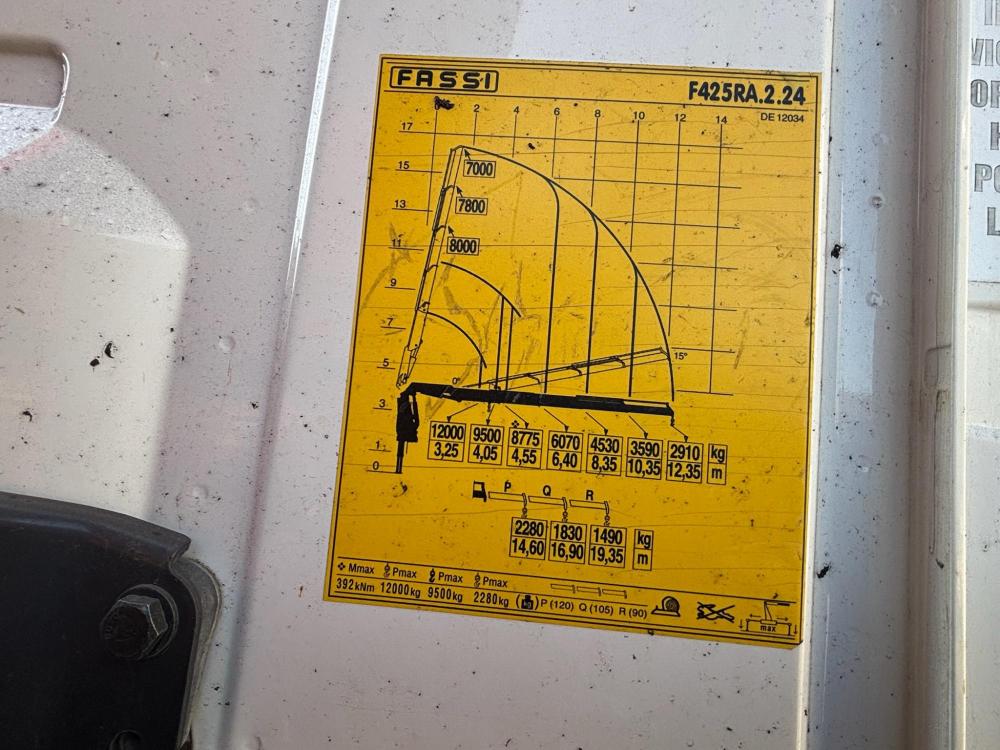 FASSI
F425RA.2.24
DE 12034
0 2 4 6 8 10 12 14
17
15
13
11
9
7
5
3
1
0
7000
7800
8000
15°
0°
12000 9500 8775 6070 4530 3590 2910 kg
3,25 4,05 4,55 6,40 8,35 10,35 12,35 m
P Q R
2280 1830 1490 kg
14,60 16,90 19,35 m
Mmax Pmax Pmax Pmax
392kNm 12000kg 9500kg 2280kg kg P (120) Q (105) R (90)
max